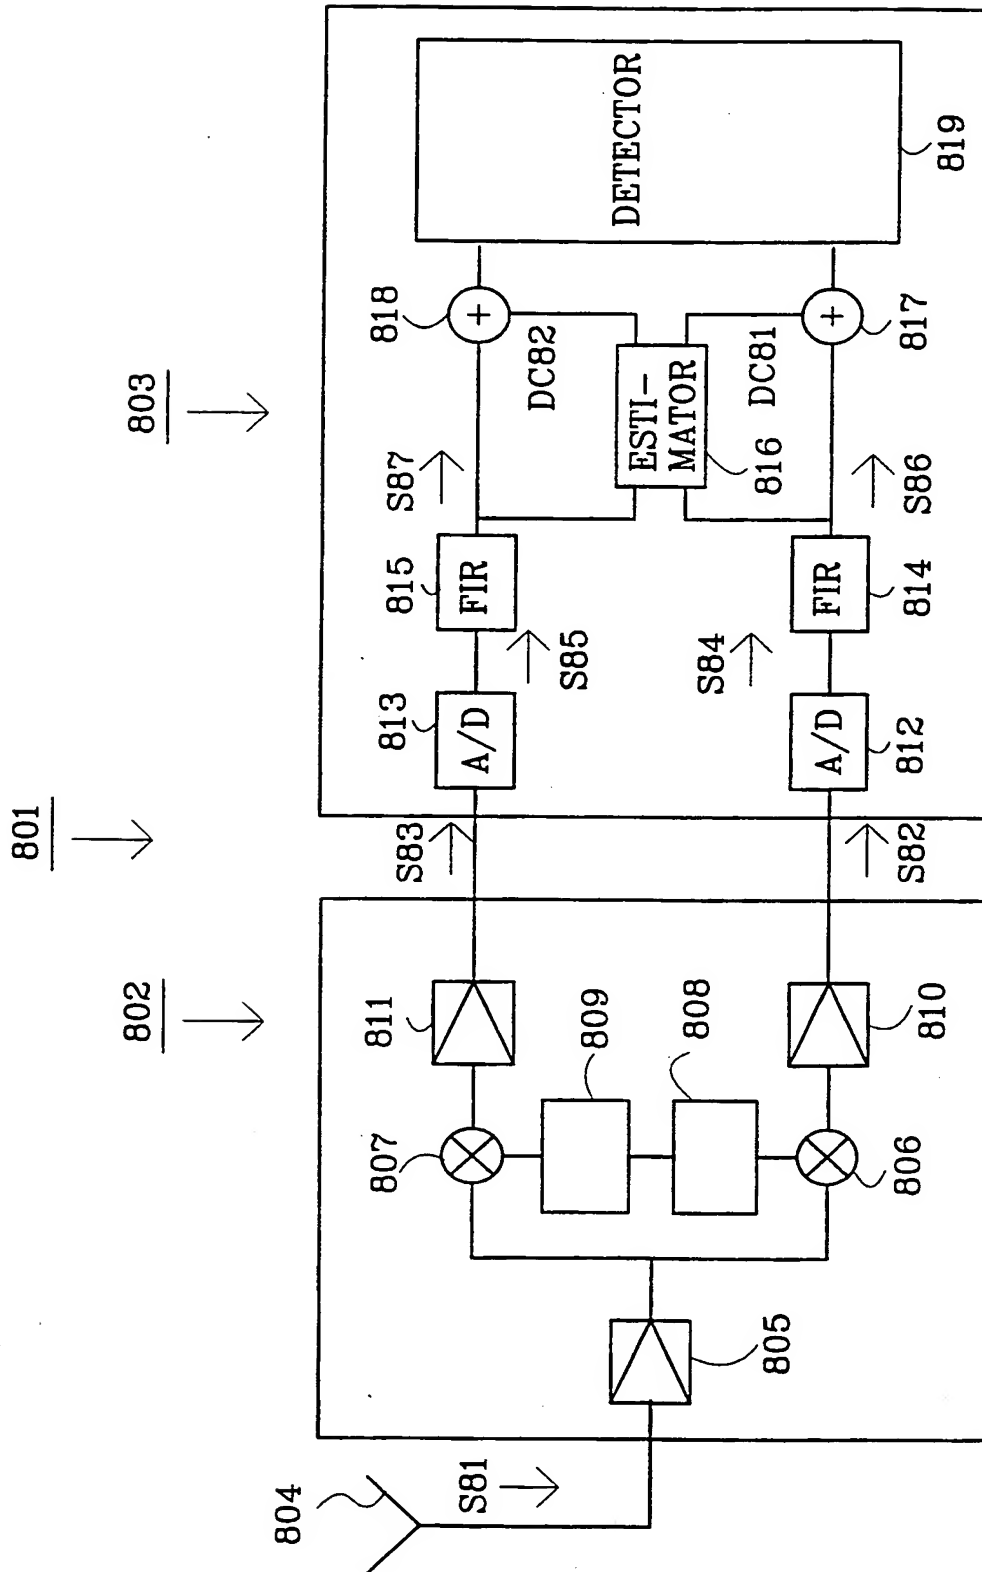 801
802
803
804
S81
805
807
811
809
808
806
810
S83
S82
813
A/D
815
FIR
S85
S87
818
DC82
ESTI-
MATOR
816
DC81
DETECTOR
819
817
812
A/D
S84
814
FIR
S86
+
+